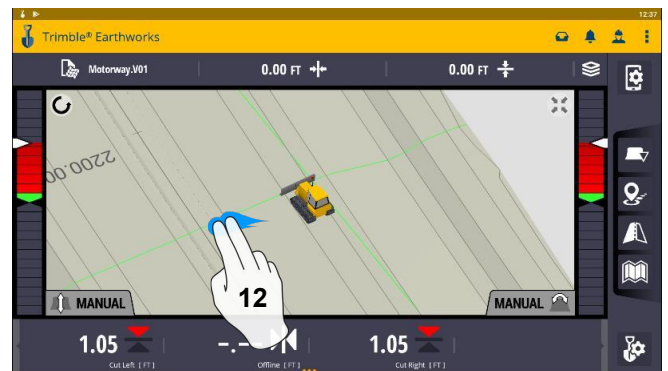 12:37
Trimble® Earthworks
Motorway.V01 0.00 FT 0.00 FT
2200.00
12
MANUAL MANUAL
1.05 -.-- 1.05
Cut Left [FT] Offline [FT] Cut Right [FT]